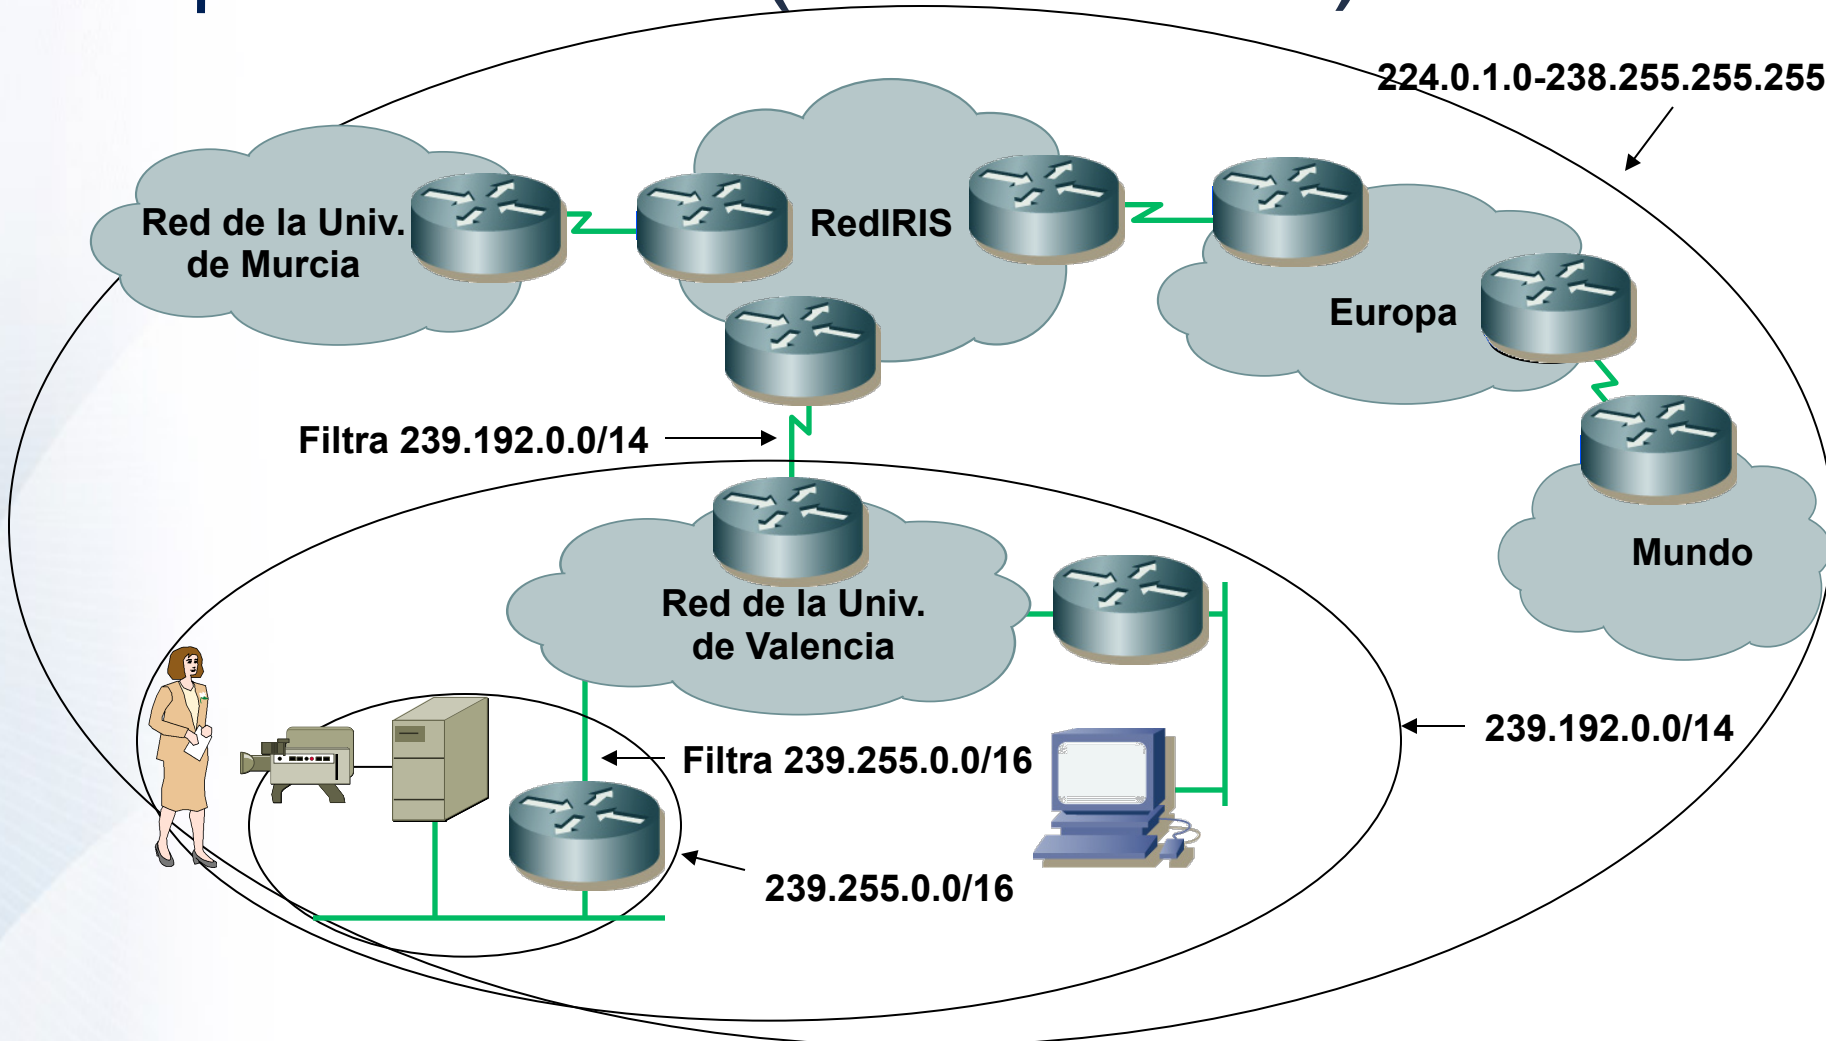 224.0.1.0-238.255.255.255
Red de la Univ.
de Murcia
RedIRIS
Europa
Filtra 239.192.0.0/14
Mundo
Red de la Univ.
de Valencia
239.192.0.0/14
Filtra 239.255.0.0/16
239.255.0.0/16